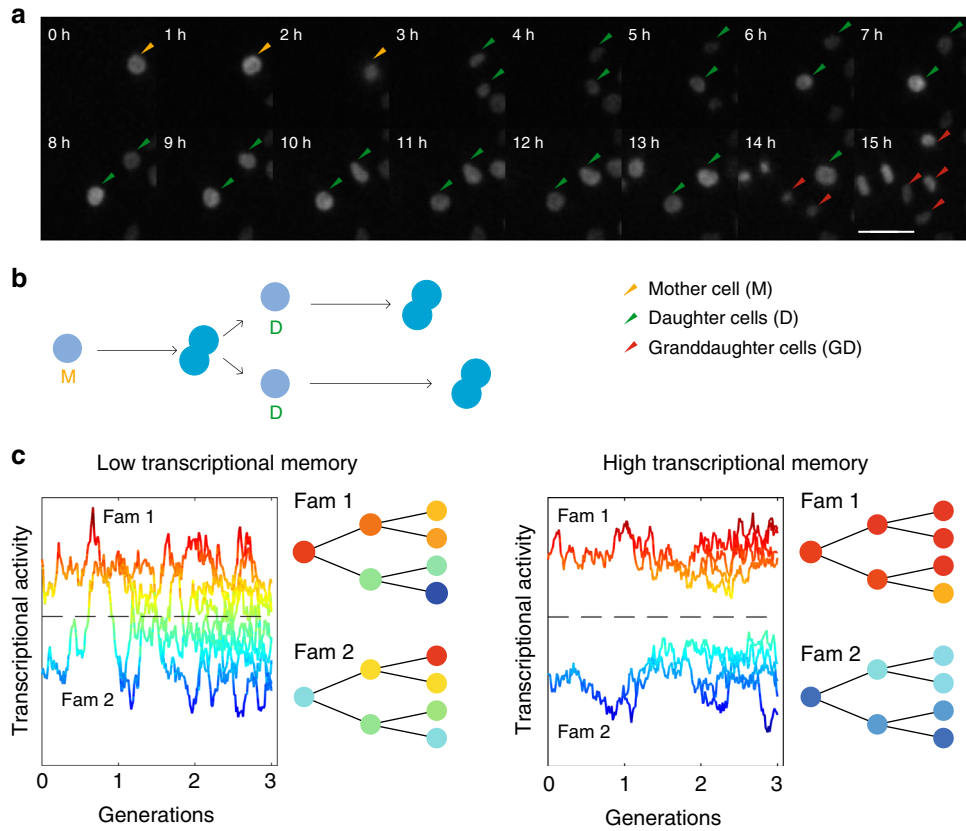 a
0 h 1 h 2 h 3 h 4 h 5 h 6 h 7 h
8 h 9 h 10 h 11 h 12 h 13 h 14 h 15 h
b
M
D
D
Mother cell (M)
Daughter cells (D)
Granddaughter cells (GD)
c
Low transcriptional memory
Transcriptional activity
Fam 1
Fam 2
0 1 2 3
Generations
Fam 1
Fam 2
High transcriptional memory
Transcriptional activity
Fam 1
Fam 2
0 1 2 3
Generations
Fam 1
Fam 2